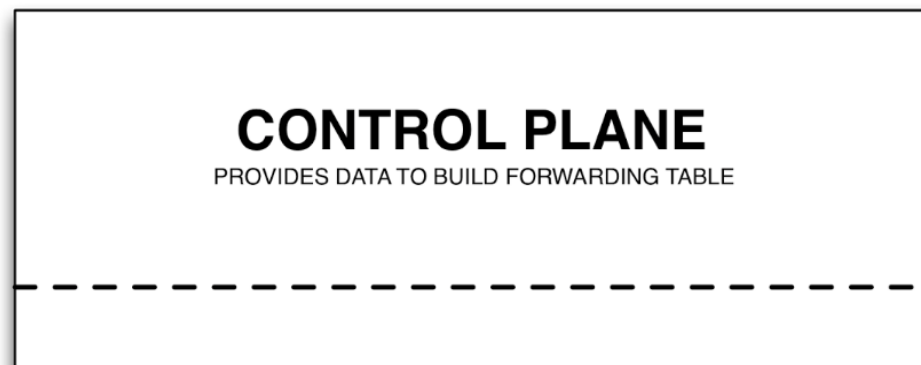 CONTROL PLANE
PROVIDES DATA TO BUILD FORWARDING TABLE